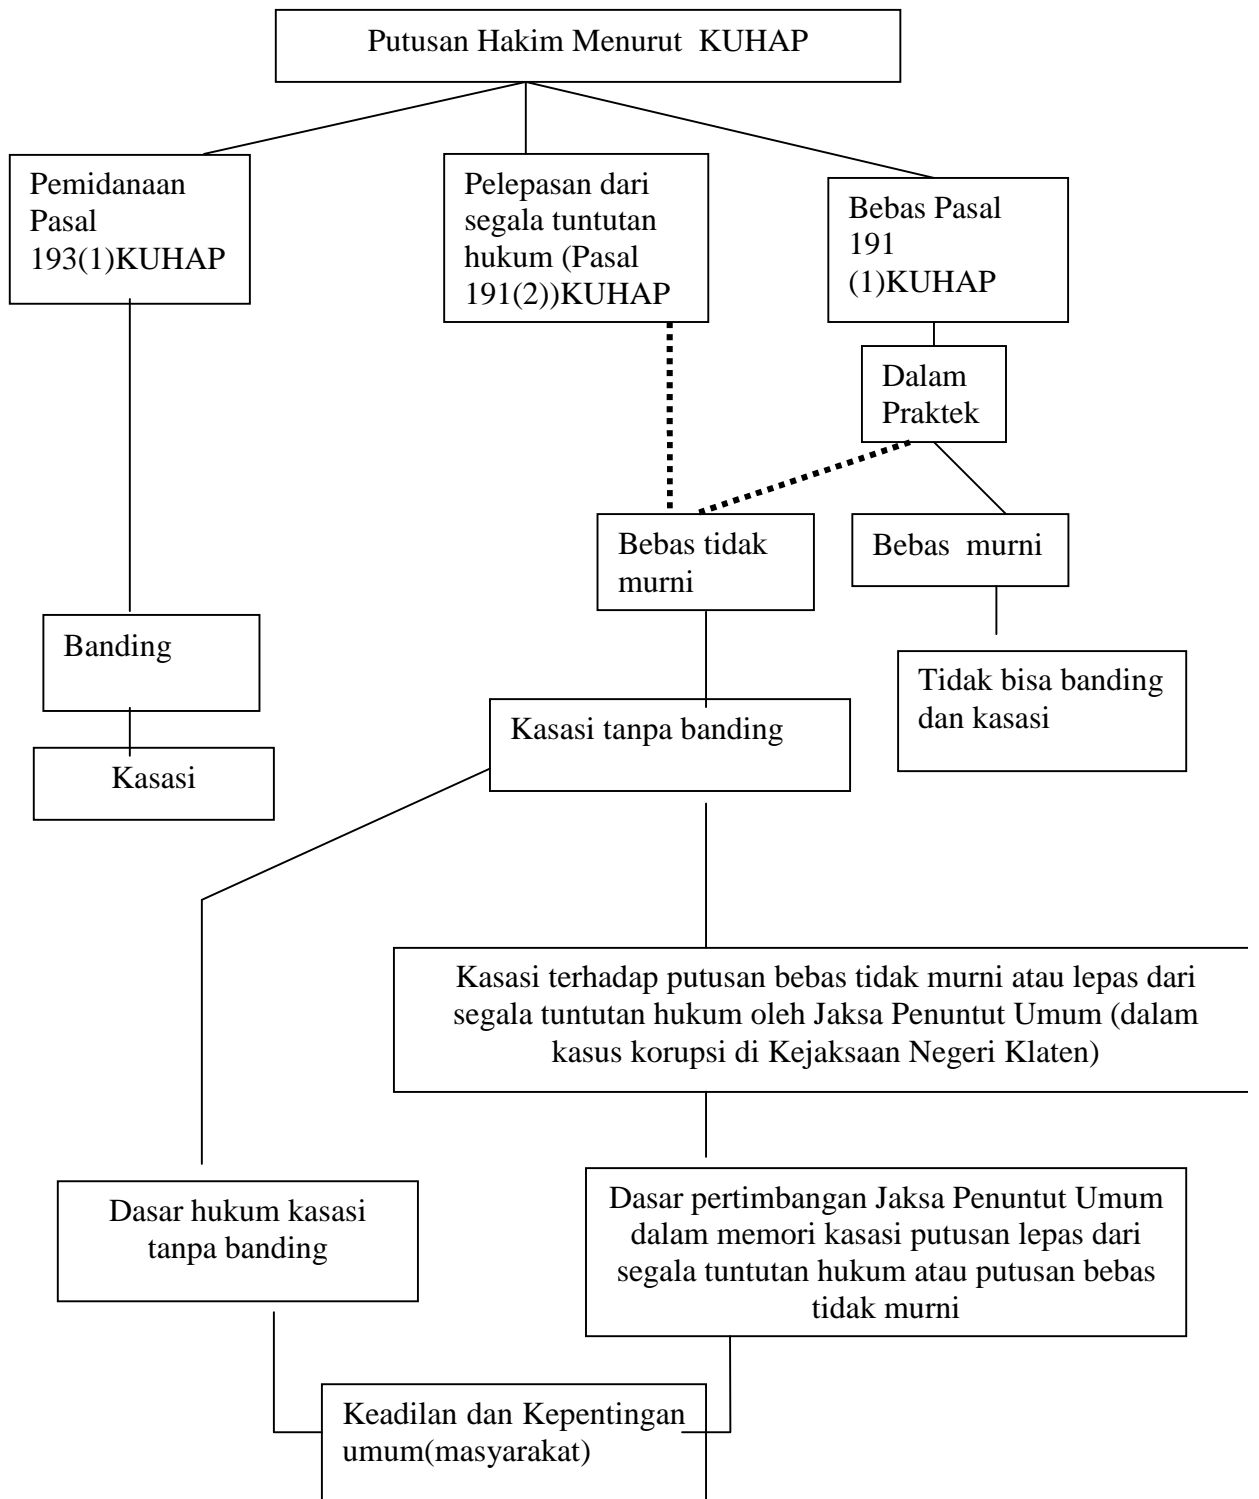 Putusan Hakim Menurut KUHAP
Pemidanaan
Pasal
193(1)KUHAP
Pelepasan dari
segala tuntutan
hukum (Pasal
191(2))KUHAP
Bebas Pasal
191
(1)KUHAP
Dalam
Praktek
Bebas tidak
murni
Bebas murni
Banding
Tidak bisa banding
dan kasasi
Kasasi tanpa banding
Kasasi
Kasasi terhadap putusan bebas tidak murni atau lepas dari
segala tuntutan hukum oleh Jaksa Penuntut Umum (dalam
kasus korupsi di Kejaksaan Negeri Klaten)
Dasar hukum kasasi
tanpa banding
Dasar pertimbangan Jaksa Penuntut Umum
dalam memori kasasi putusan lepas dari
segala tuntutan hukum atau putusan bebas
tidak murni
Keadilan dan Kepentingan
umum(masyarakat)